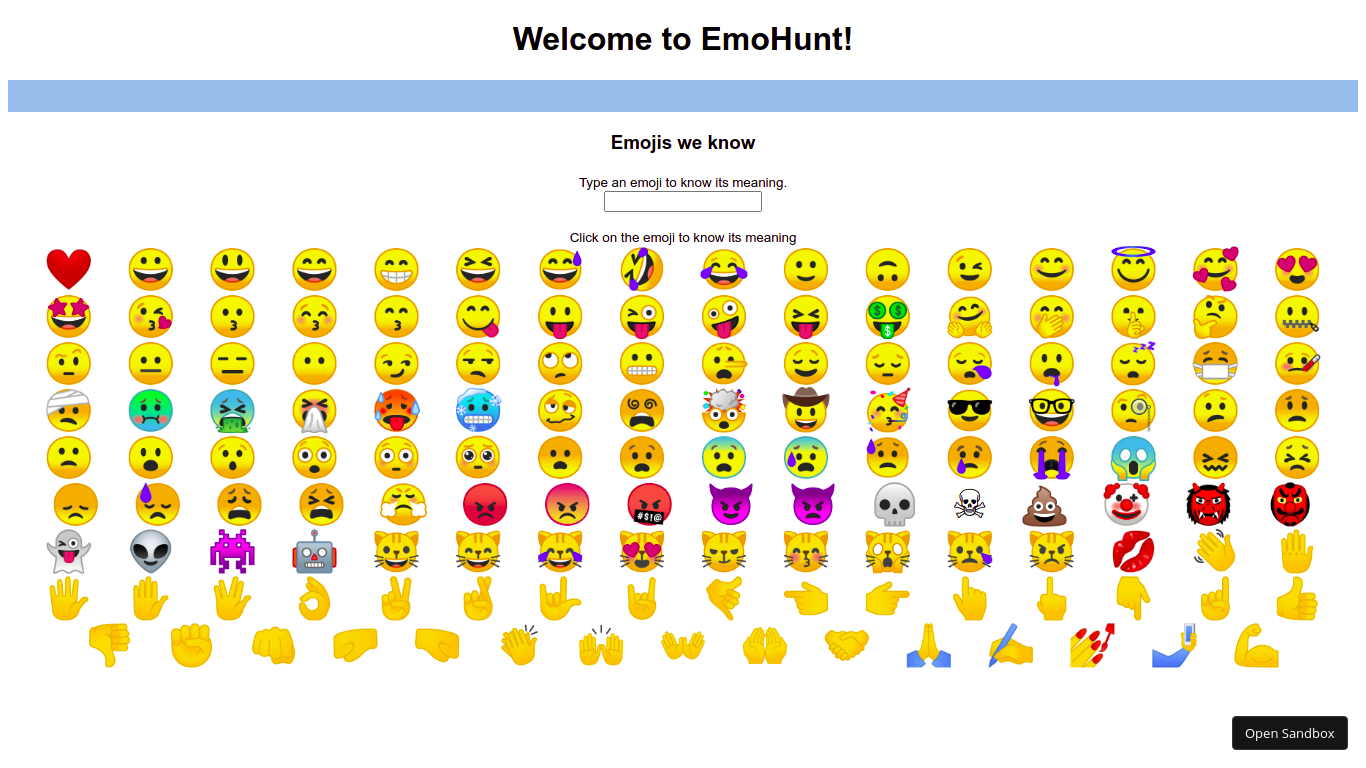 Welcome to EmoHunt!
Emojis we know
Type an emoji to know its meaning.
Click on the emoji to know its meaning
Open Sandbox